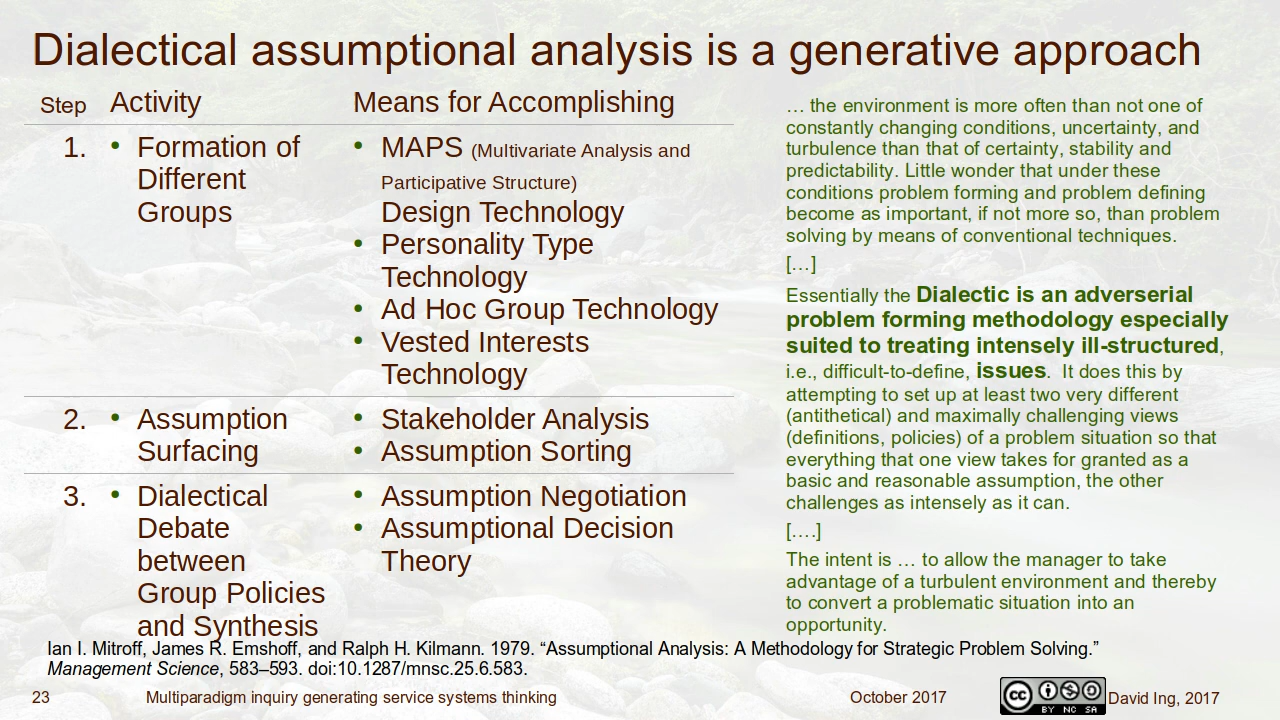 Dialectical assumptional analysis is a generative approach
Step Activity Means for Accomplishing
1. • Formation of
Different
Groups
• MAPS (Multivariate Analysis and
Participative Structure)
Design Technology
• Personality Type
Technology
• Ad Hoc Group Technology
• Vested Interests
Technology
2. • Assumption
Surfacing
• Stakeholder Analysis
• Assumption Sorting
3. • Dialectical
Debate
between
Group Policies
and Synthesis
• Assumption Negotiation
• Assumptional Decision
Theory
… the environment is more often than not one of
constantly changing conditions, uncertainty, and
turbulence than that of certainty, stability and
predictability. Little wonder that under these
conditions problem forming and problem defining
become as important, if not more so, than problem
solving by means of conventional techniques.
[…]
Essentially the Dialectic is an adverserial
problem forming methodology especially
suited to treating intensely ill-structured,
i.e., difficult-to-define, issues. It does this by
attempting to set up at least two very different
(antithetical) and maximally challenging views
(definitions, policies) of a problem situation so that
everything that one view takes for granted as a
basic and reasonable assumption, the other
challenges as intensely as it can.
[….]
The intent is … to allow the manager to take
advantage of a turbulent environment and thereby
to convert a problematic situation into an
opportunity.
Ian I. Mitroff, James R. Emshoff, and Ralph H. Kilmann. 1979. “Assumptional Analysis: A Methodology for Strategic Problem Solving.”
Management Science, 583–593. doi:10.1287/mnsc.25.6.583.
23 Multiparadigm inquiry generating service systems thinking October 2017 cc BY NC SA David Ing, 2017